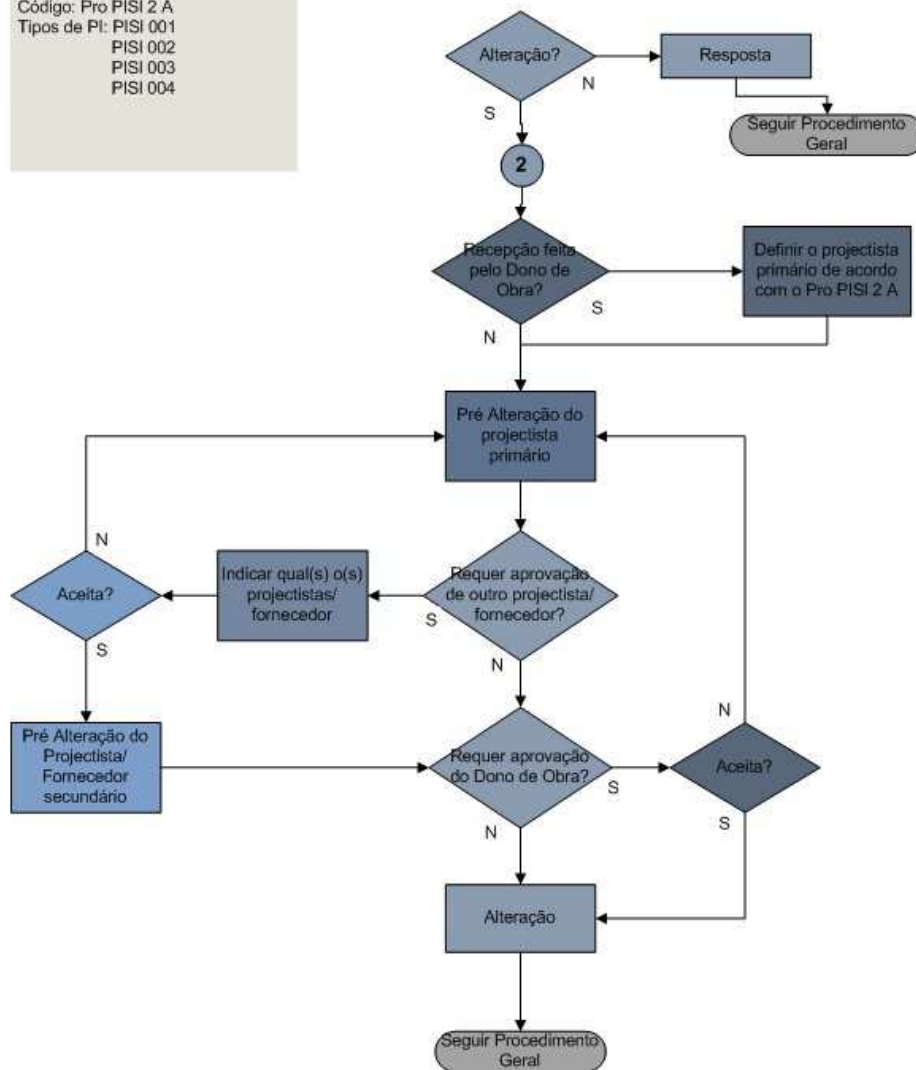 Código: Pro PISI 2 A
Tipos de PI: PISI 001
PISI 002
PISI 003
PISI 004
Alteração?
N
Resposta
S
Seguir Procedimento
Geral
2
Recepção feita
pelo Dono de
Obra?
S
Definir o projectista
primário de acordo
com o Pro PISI 2 A
N
Pré Alteração do
projectista
primário
N
Aceita?
S
Indicar qual(s) o(s)
projectistas/
fornecedor
S
Requer aprovação
de outro projectista/
fornecedor?
N
Pré Alteração do
Projectista/
Fornecedor
secundário
Requer aprovação
do Dono de Obra?
S
N
N
Aceita?
S
Alteração
Seguir Procedimento
Geral